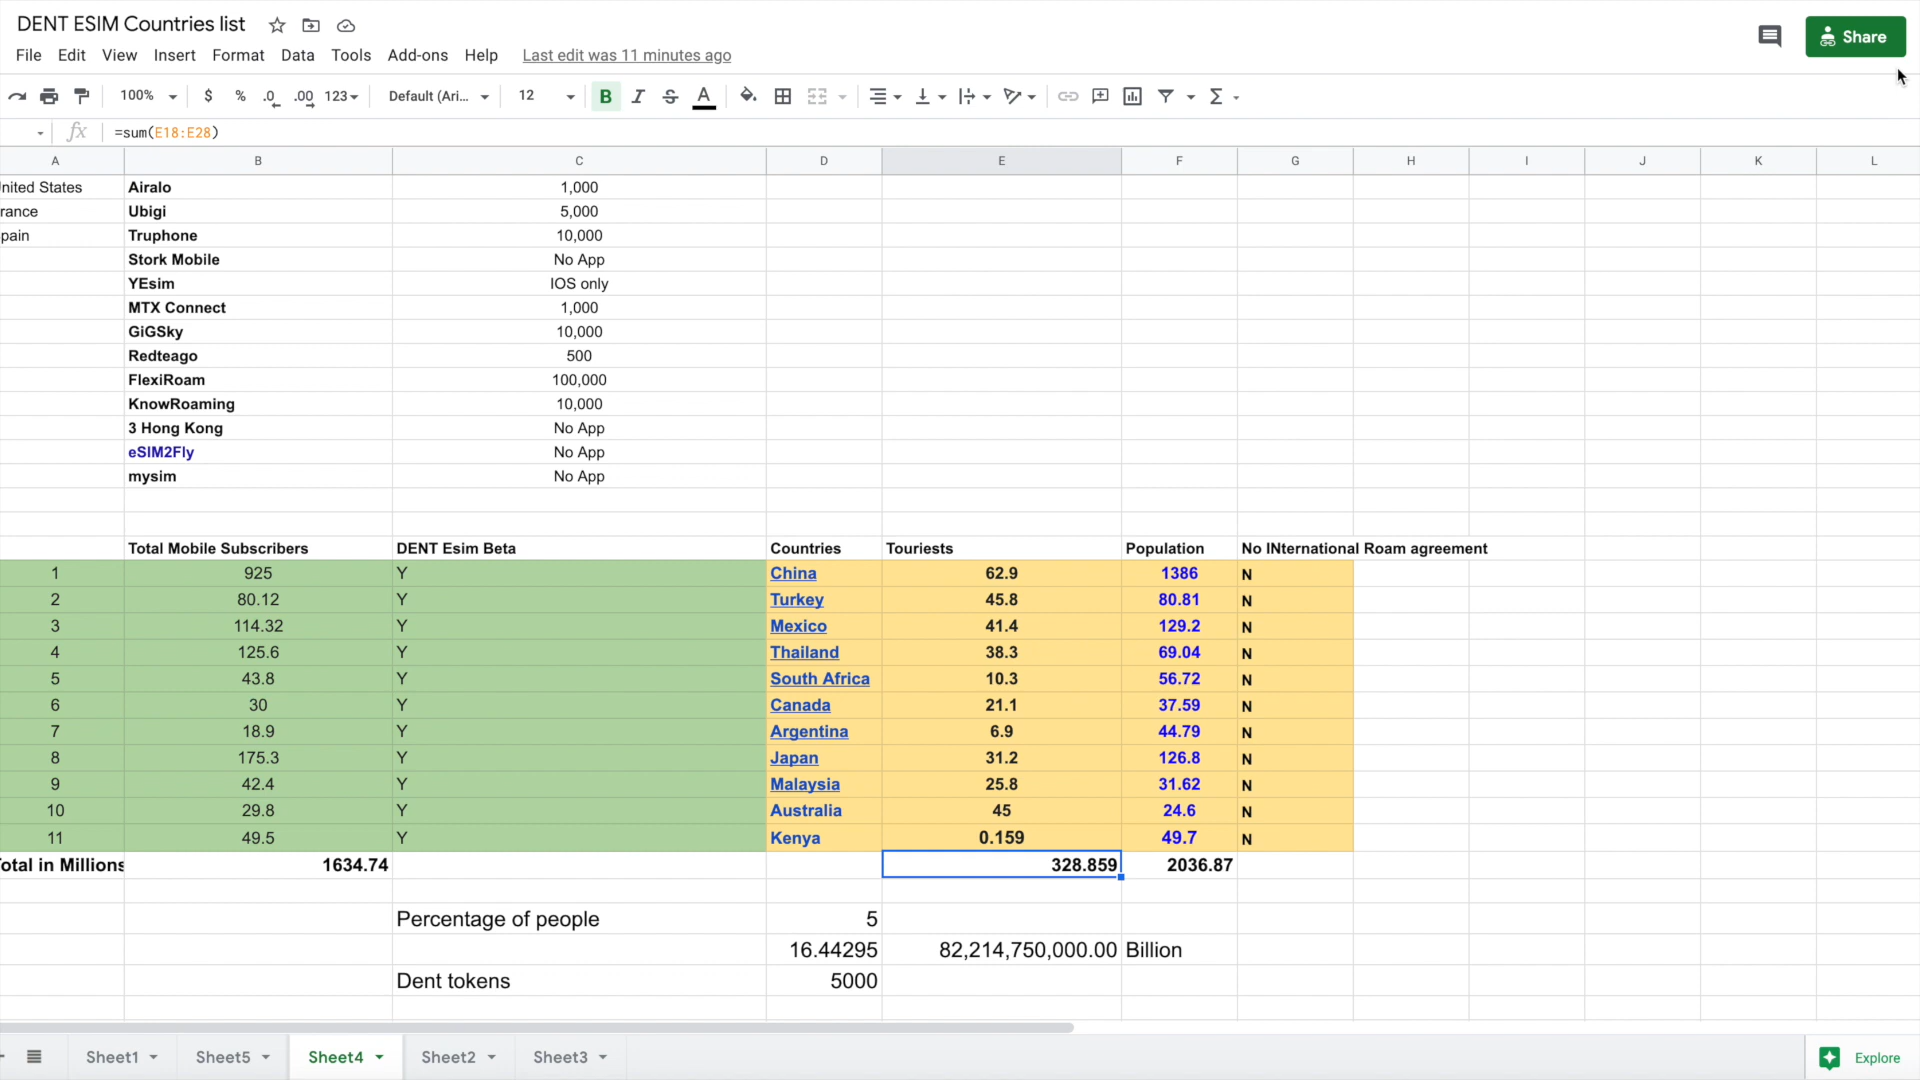 DENT ESIM Countries list
File Edit View Insert Format Data Tools Add-ons Help Last edit was 11 minutes ago
Share
100% $ % .0 .00 123 Default (Ari... 12 B I S A Σ
fx =sum(E18:E28)
A B C D E F G H I J K L
nited States Airalo 1,000
rance Ubigi 5,000
pain Truphone 10,000
Stork Mobile No App
YEsim IOS only
MTX Connect 1,000
GiGSky 10,000
Redteago 500
FlexiRoam 100,000
KnowRoaming 10,000
3 Hong Kong No App
eSIM2Fly No App
mysim No App
Total Mobile Subscribers DENT Esim Beta Countries Touriests Population No INternational Roam agreement
1 925 Y China 62.9 1386 N
2 80.12 Y Turkey 45.8 80.81 N
3 114.32 Y Mexico 41.4 129.2 N
4 125.6 Y Thailand 38.3 69.04 N
5 43.8 Y South Africa 10.3 56.72 N
6 30 Y Canada 21.1 37.59 N
7 18.9 Y Argentina 6.9 44.79 N
8 175.3 Y Japan 31.2 126.8 N
9 42.4 Y Malaysia 25.8 31.62 N
10 29.8 Y Australia 45 24.6 N
11 49.5 Y Kenya 0.159 49.7 N
otal in Millions 1634.74 328.859 2036.87
Percentage of people 5
16.44295 82,214,750,000.00 Billion
Dent tokens 5000
Sheet1 Sheet5 Sheet4 Sheet2 Sheet3 Explore